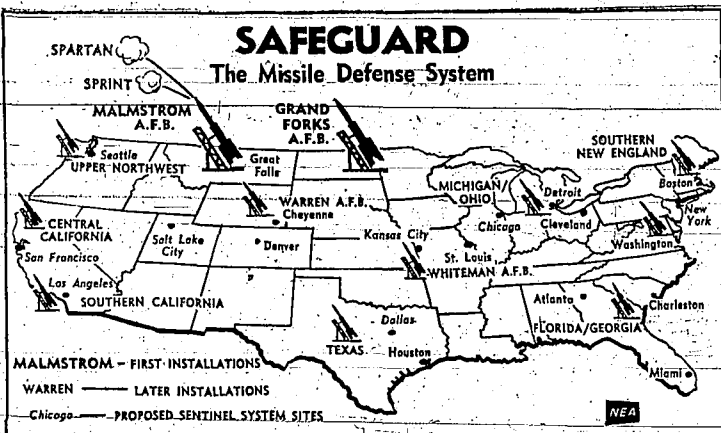 SAFEGUARD
The Missile Defense System
SPARTAN
SPRINT
MALMSTROM
A.F.B.
GRAND
FORKS
A.F.B.
SOUTHERN
NEW ENGLAND
Seattle
UPPER NORTHWEST
Great
Falls
MICHIGAN/
OHIO
Detroit
Boston
WARREN A.F.B.
Cheyenne
Chicago
Cleveland
New
York
CENTRAL
CALIFORNIA
Salt Lake
City
Denver
Kansas City
St. Louis
Washington
San Francisco
WHITEMAN A.F.B.
Los Angeles
SOUTHERN CALIFORNIA
Atlanta
Charleston
Dallas
TEXAS
FLORIDA/GEORGIA
Houston
Miami
MALMSTROM – FIRST INSTALLATIONS
WARREN — LATER INSTALLATIONS
Chicago — PROPOSED SENTINEL SYSTEM SITES
NEA